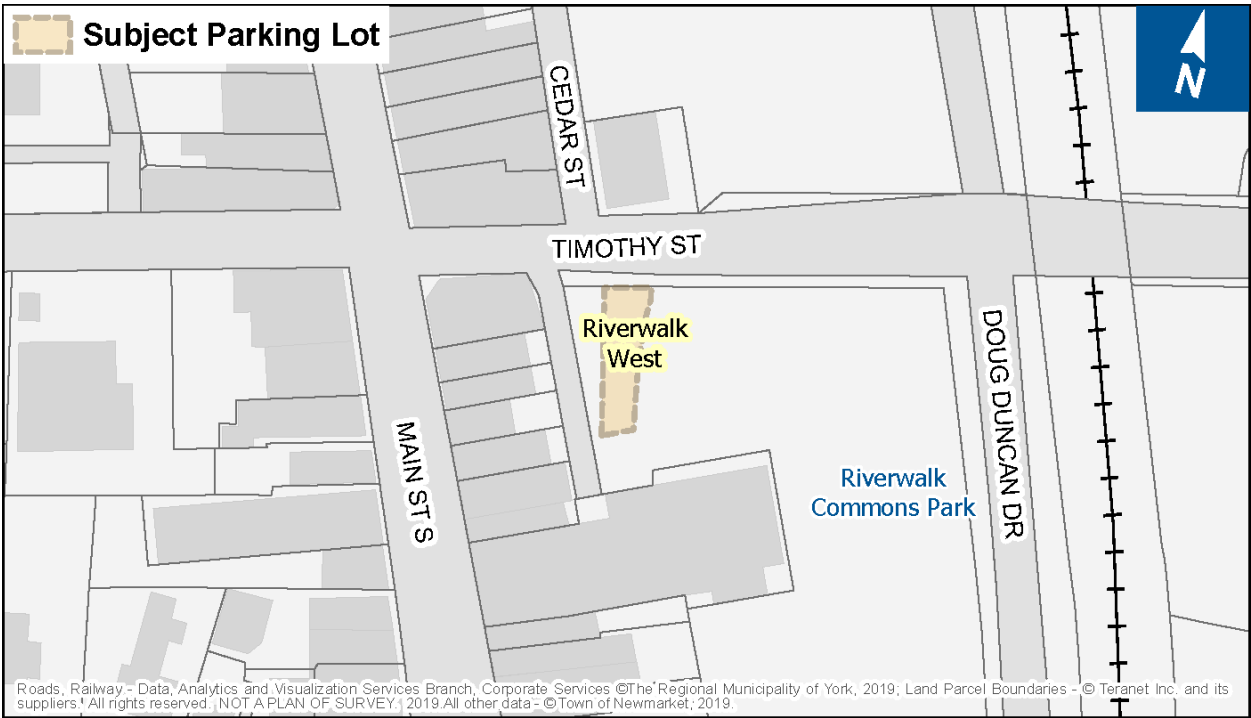 Subject Parking Lot
N
CEDAR ST
TIMOTHY ST
Riverwalk
West
DOUG DUNCAN DR
MAIN ST S
Riverwalk
Commons Park
Roads, Railway - Data, Analytics and Visualization Services Branch, Corporate Services ©The Regional Municipality of York, 2019; Land Parcel Boundaries - © Teranet Inc. and its
suppliers. All rights reserved. NOT A PLAN OF SURVEY. 2019.All other data - ©Town of Newmarket, 2019.